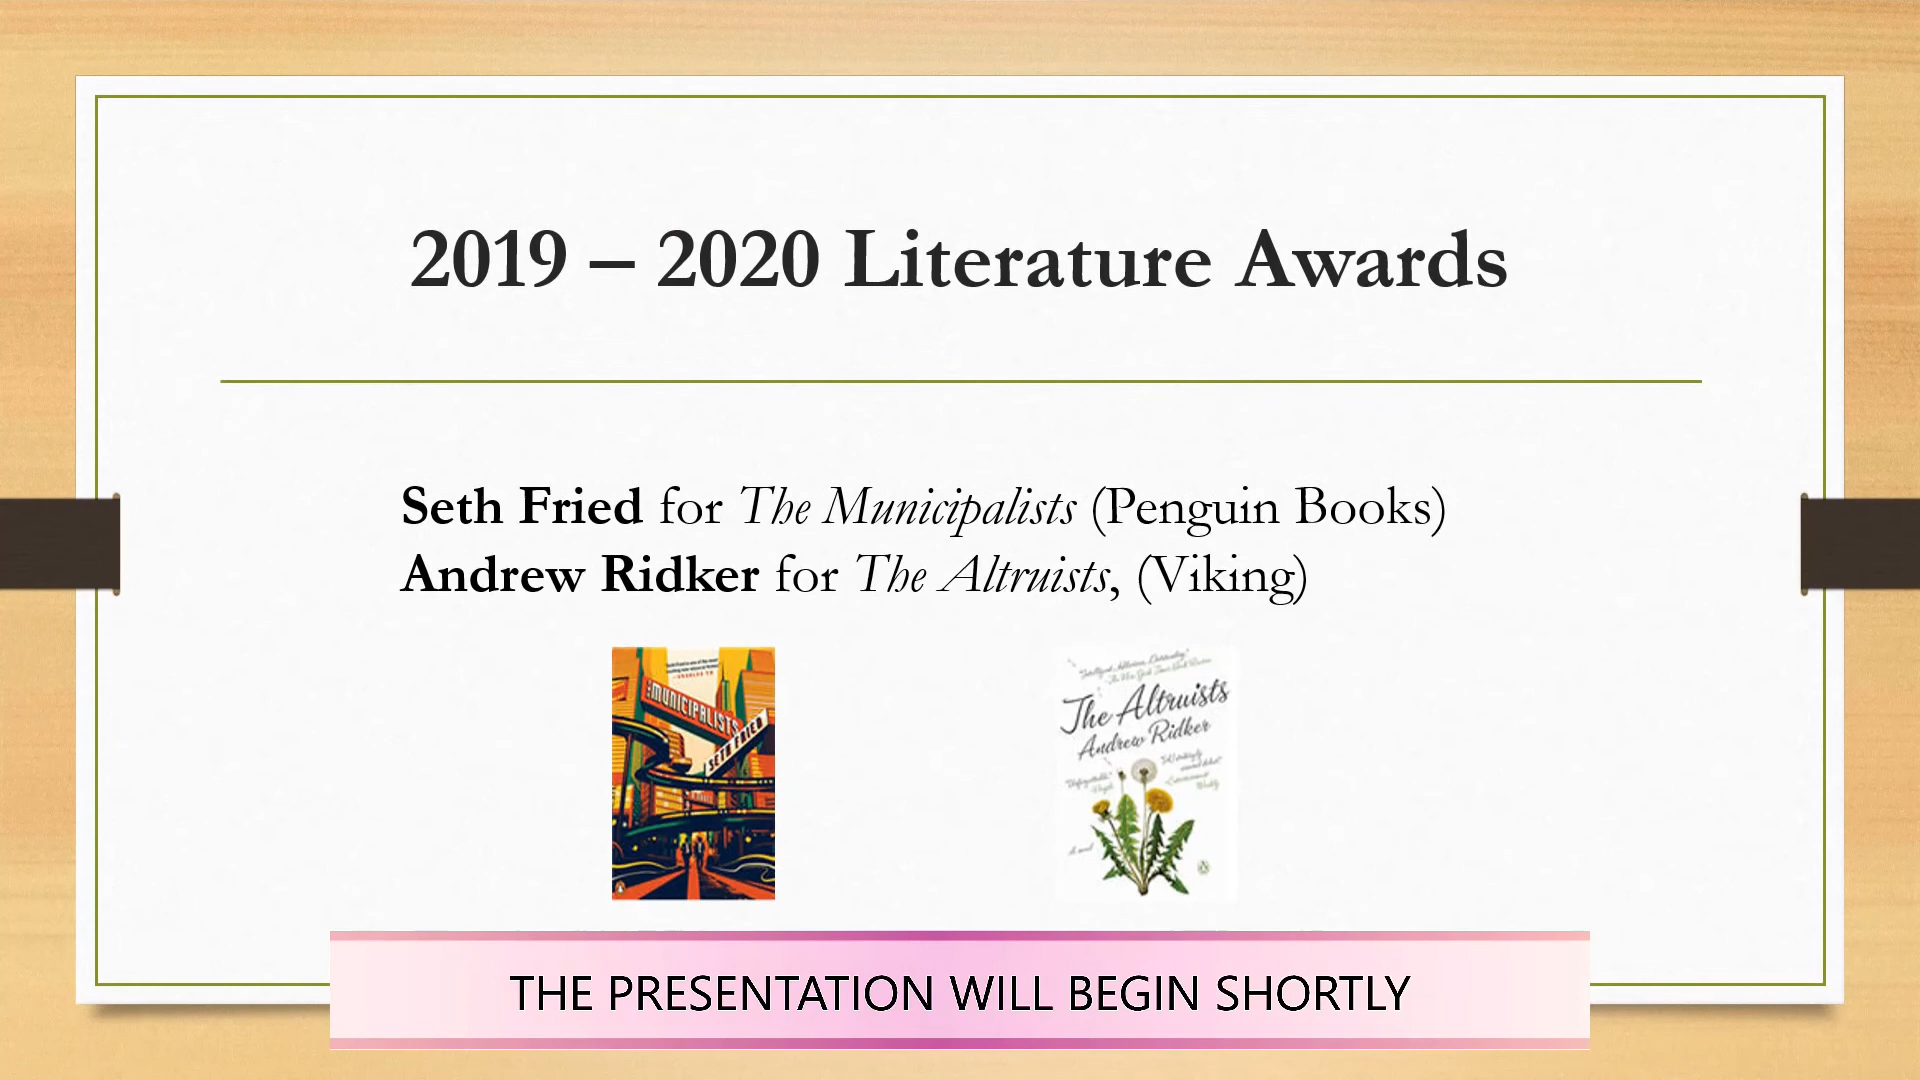 2019 – 2020 Literature Awards
Seth Fried for The Municipalists (Penguin Books)
Andrew Ridker for The Altruists, (Viking)
THE MUNICIPALISTS
SETH FRIED
The Altruists
Andrew Ridker
THE PRESENTATION WILL BEGIN SHORTLY